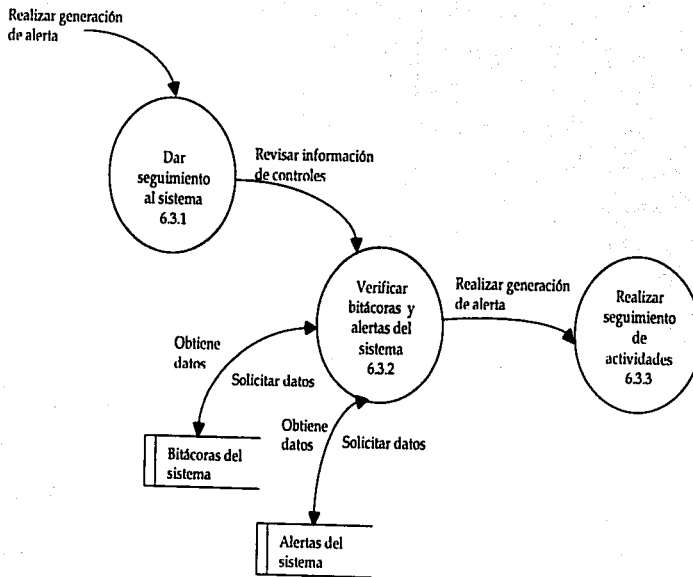 Realizar generación
de alerta
Dar
seguimiento
al sistema
6.3.1
Revisar información
de controles
Verificar
bitácoras y
alertas del
sistema
6.3.2
Realizar generación
de alerta
Realizar
seguimiento
de
actividades
6.3.3
Obtiene
datos
Solicitar datos
Obtiene
datos
Solicitar datos
Bitácoras del
sistema
Alertas del
sistema